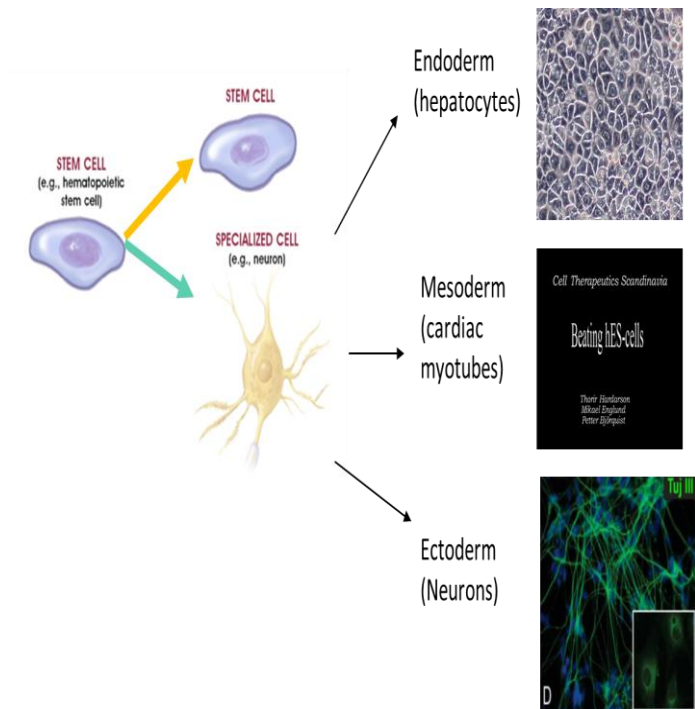 STEM CELL
(e.g., hematopoietic
stem cell)
STEM CELL
SPECIALIZED CELL
(e.g., neuron)
Endoderm
(hepatocytes)
Mesoderm
(cardiac
myotubes)
Cell Therapeutics Scandinavia
Beating hES-cells
Thorir Hardarson
Mikael Englund
Petter Björquist
Ectoderm
(Neurons)
Tuj III
D